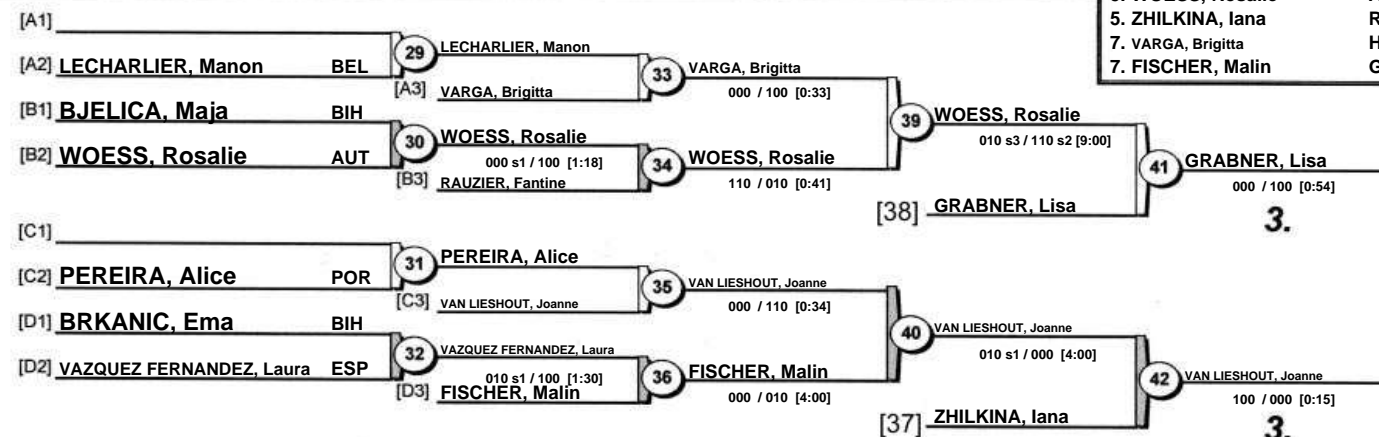 5. ZHILKINA, Iana R
7. VARGA, Brigitta H
7. FISCHER, Malin G
[A1]
[A2] LECHARLIER, Manon BEL
29
LECHARLIER, Manon
[A3] VARGA, Brigitta
33
VARGA, Brigitta
000 / 100 [0:33]
[B1] BJELICA, Maja BIH
[B2] WOESS, Rosalie AUT
30
WOESS, Rosalie
000 s1 / 100 [1:18]
[B3] RAUZIER, Fantine
34
WOESS, Rosalie
110 / 010 [0:41]
39
WOESS, Rosalie
010 s3 / 110 s2 [9:00]
[38] GRABNER, Lisa
41
GRABNER, Lisa
000 / 100 [0:54]
3.
[C1]
[C2] PEREIRA, Alice POR
31
PEREIRA, Alice
[C3] VAN LIESHOUT, Joanne
35
VAN LIESHOUT, Joanne
000 / 110 [0:34]
[D1] BRKANIC, Ema BIH
[D2] VAZQUEZ FERNANDEZ, Laura ESP
32
VAZQUEZ FERNANDEZ, Laura
010 s1 / 100 [1:30]
[D3] FISCHER, Malin
36
FISCHER, Malin
000 / 010 [4:00]
40
VAN LIESHOUT, Joanne
010 s1 / 000 [4:00]
[37] ZHILKINA, Iana
42
VAN LIESHOUT, Joanne
100 / 000 [0:15]
3.